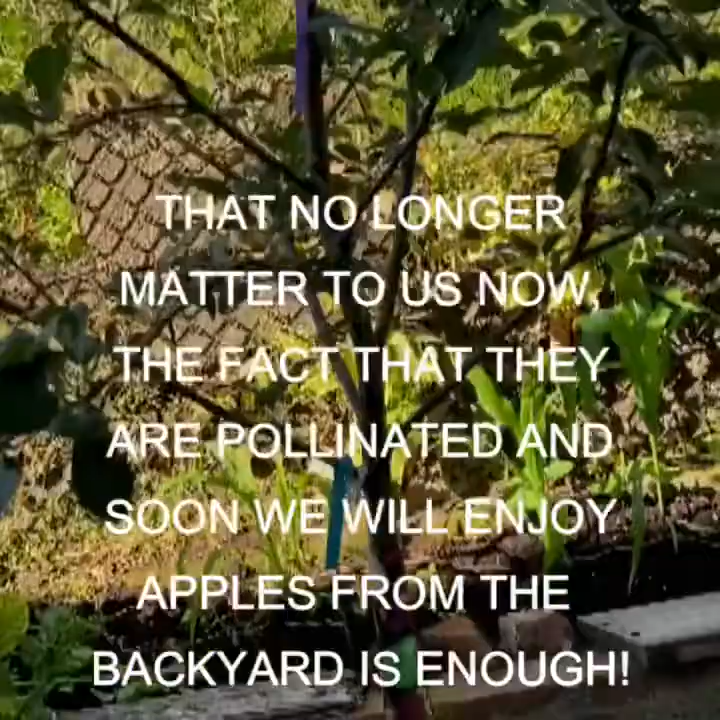 THAT NO LONGER
MATTER TO US NOW,
THE FACT THAT THEY
ARE POLLINATED AND
SOON WE WILL ENJOY
APPLES FROM THE
BACKYARD IS ENOUGH!